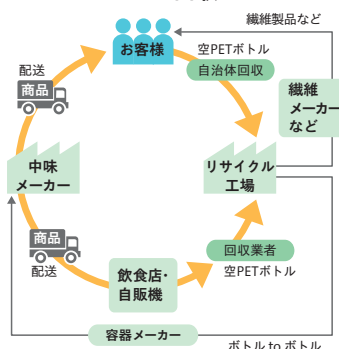 繊維製品など
お客様
空PETボトル
配送
自治体回収
商品
繊維
メーカー
など
中味
メーカー
リサイクル
工場
商品
回収業者
配送
飲食店・
自販機
空PETボトル
容器メーカー
ボトル to ボトル